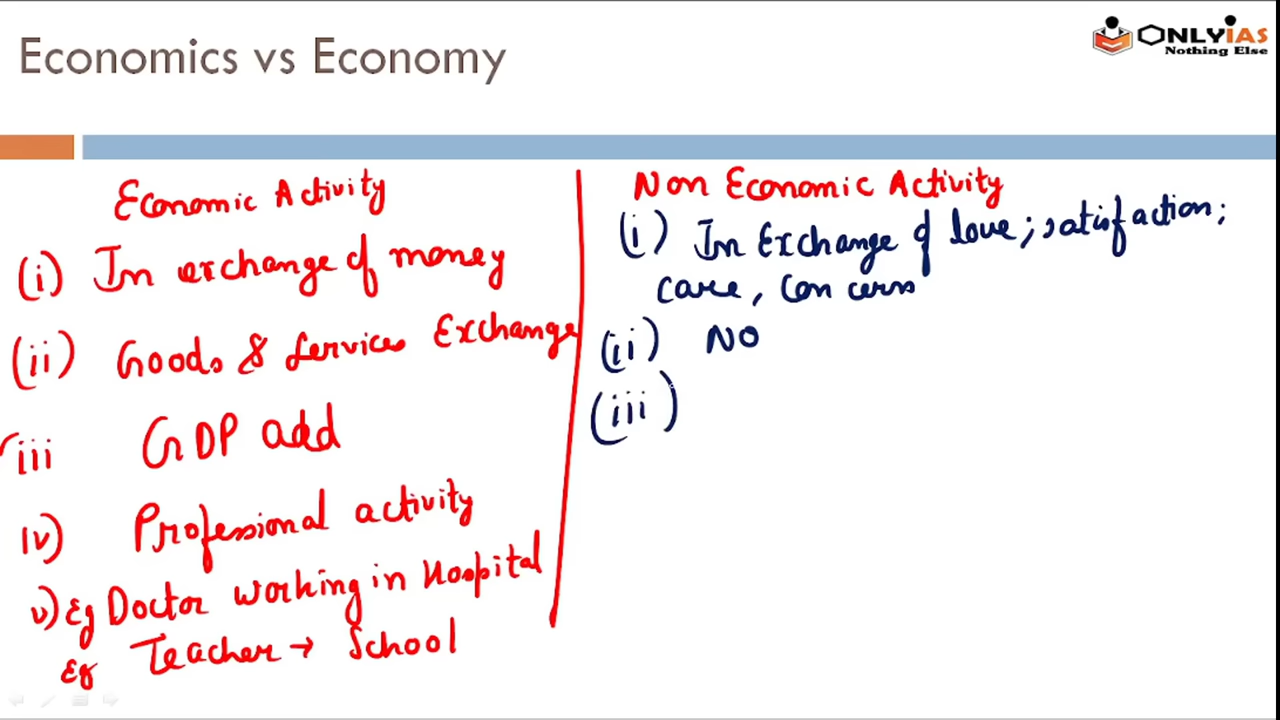 Economics vs Economy
ONLYIAS
Nothing Else
Economic Activity
(i) In exchange of money
(ii) Goods & Services Exchange
(iii GDP add
iv) Professional activity
v) Eg Doctor working in Hospital
Eg Teacher → School
Non Economic Activity
(i) In Exchange of love; satisfaction;
care, concerns
(ii) NO
(iii)